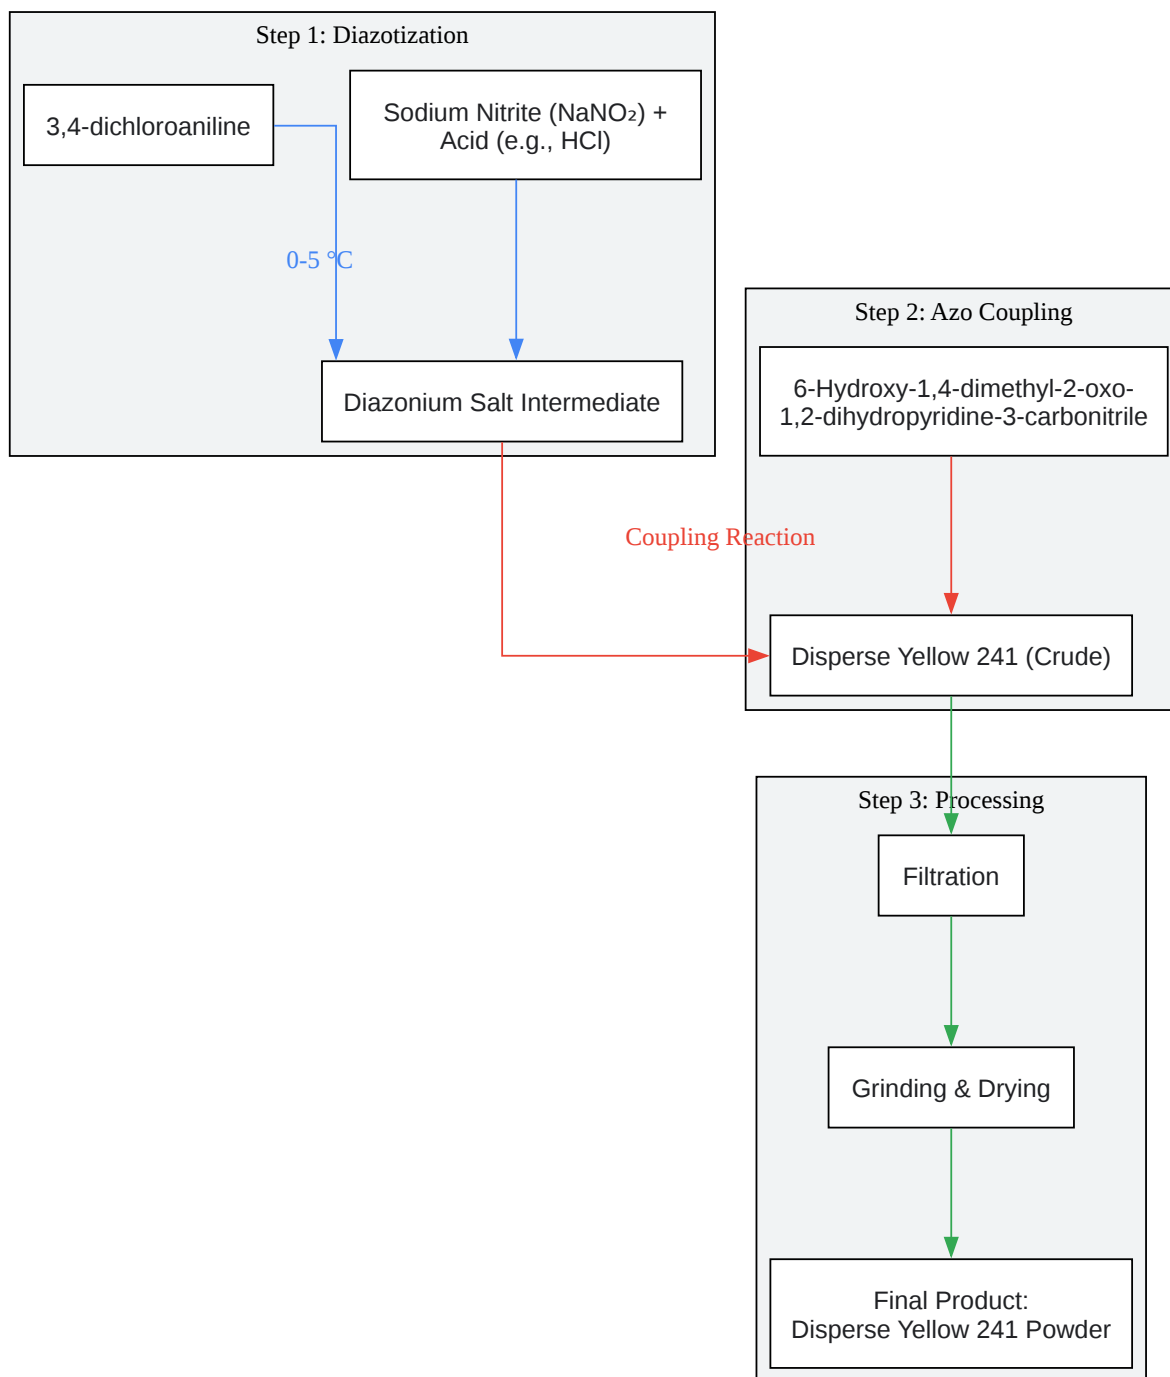 Step 1: Diazotization
3,4-dichloroaniline
Sodium Nitrite (NaNO₂) +
Acid (e.g., HCl)
0-5 °C
Diazonium Salt Intermediate
Step 2: Azo Coupling
6-Hydroxy-1,4-dimethyl-2-oxo-
1,2-dihydropyridine-3-carbonitrile
Coupling Reaction
Disperse Yellow 241 (Crude)
Step 3: Processing
Filtration
Grinding & Drying
Final Product:
Disperse Yellow 241 Powder